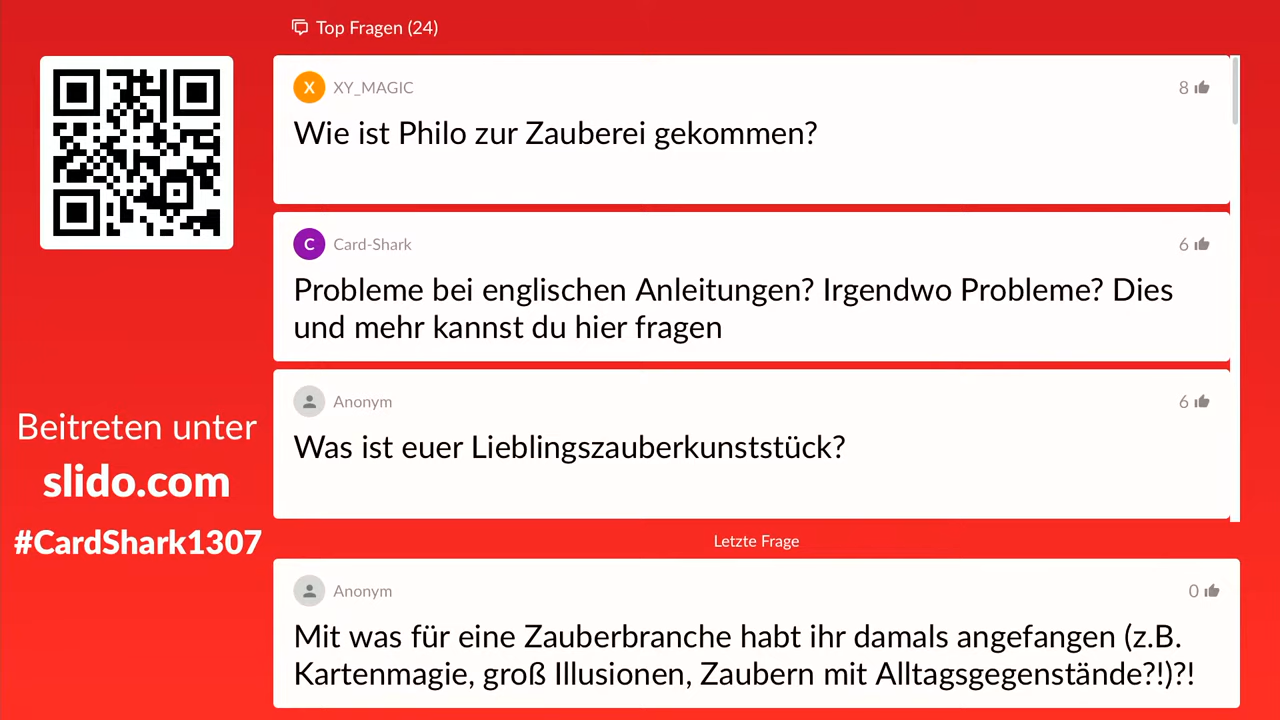 Top Fragen (24)
X XY_MAGIC 8
Wie ist Philo zur Zauberei gekommen?
C Card-Shark 6
Probleme bei englischen Anleitungen? Irgendwo Probleme? Dies
und mehr kannst du hier fragen
Anonym 6
Was ist euer Lieblingszauberkunststück?
Beitreten unter
slido.com
#CardShark1307
Letzte Frage
Anonym 0
Mit was für eine Zauberbranche habt ihr damals angefangen (z.B.
Kartenmagie, groß Illusionen, Zaubern mit Alltagsgegenstände?!)?!